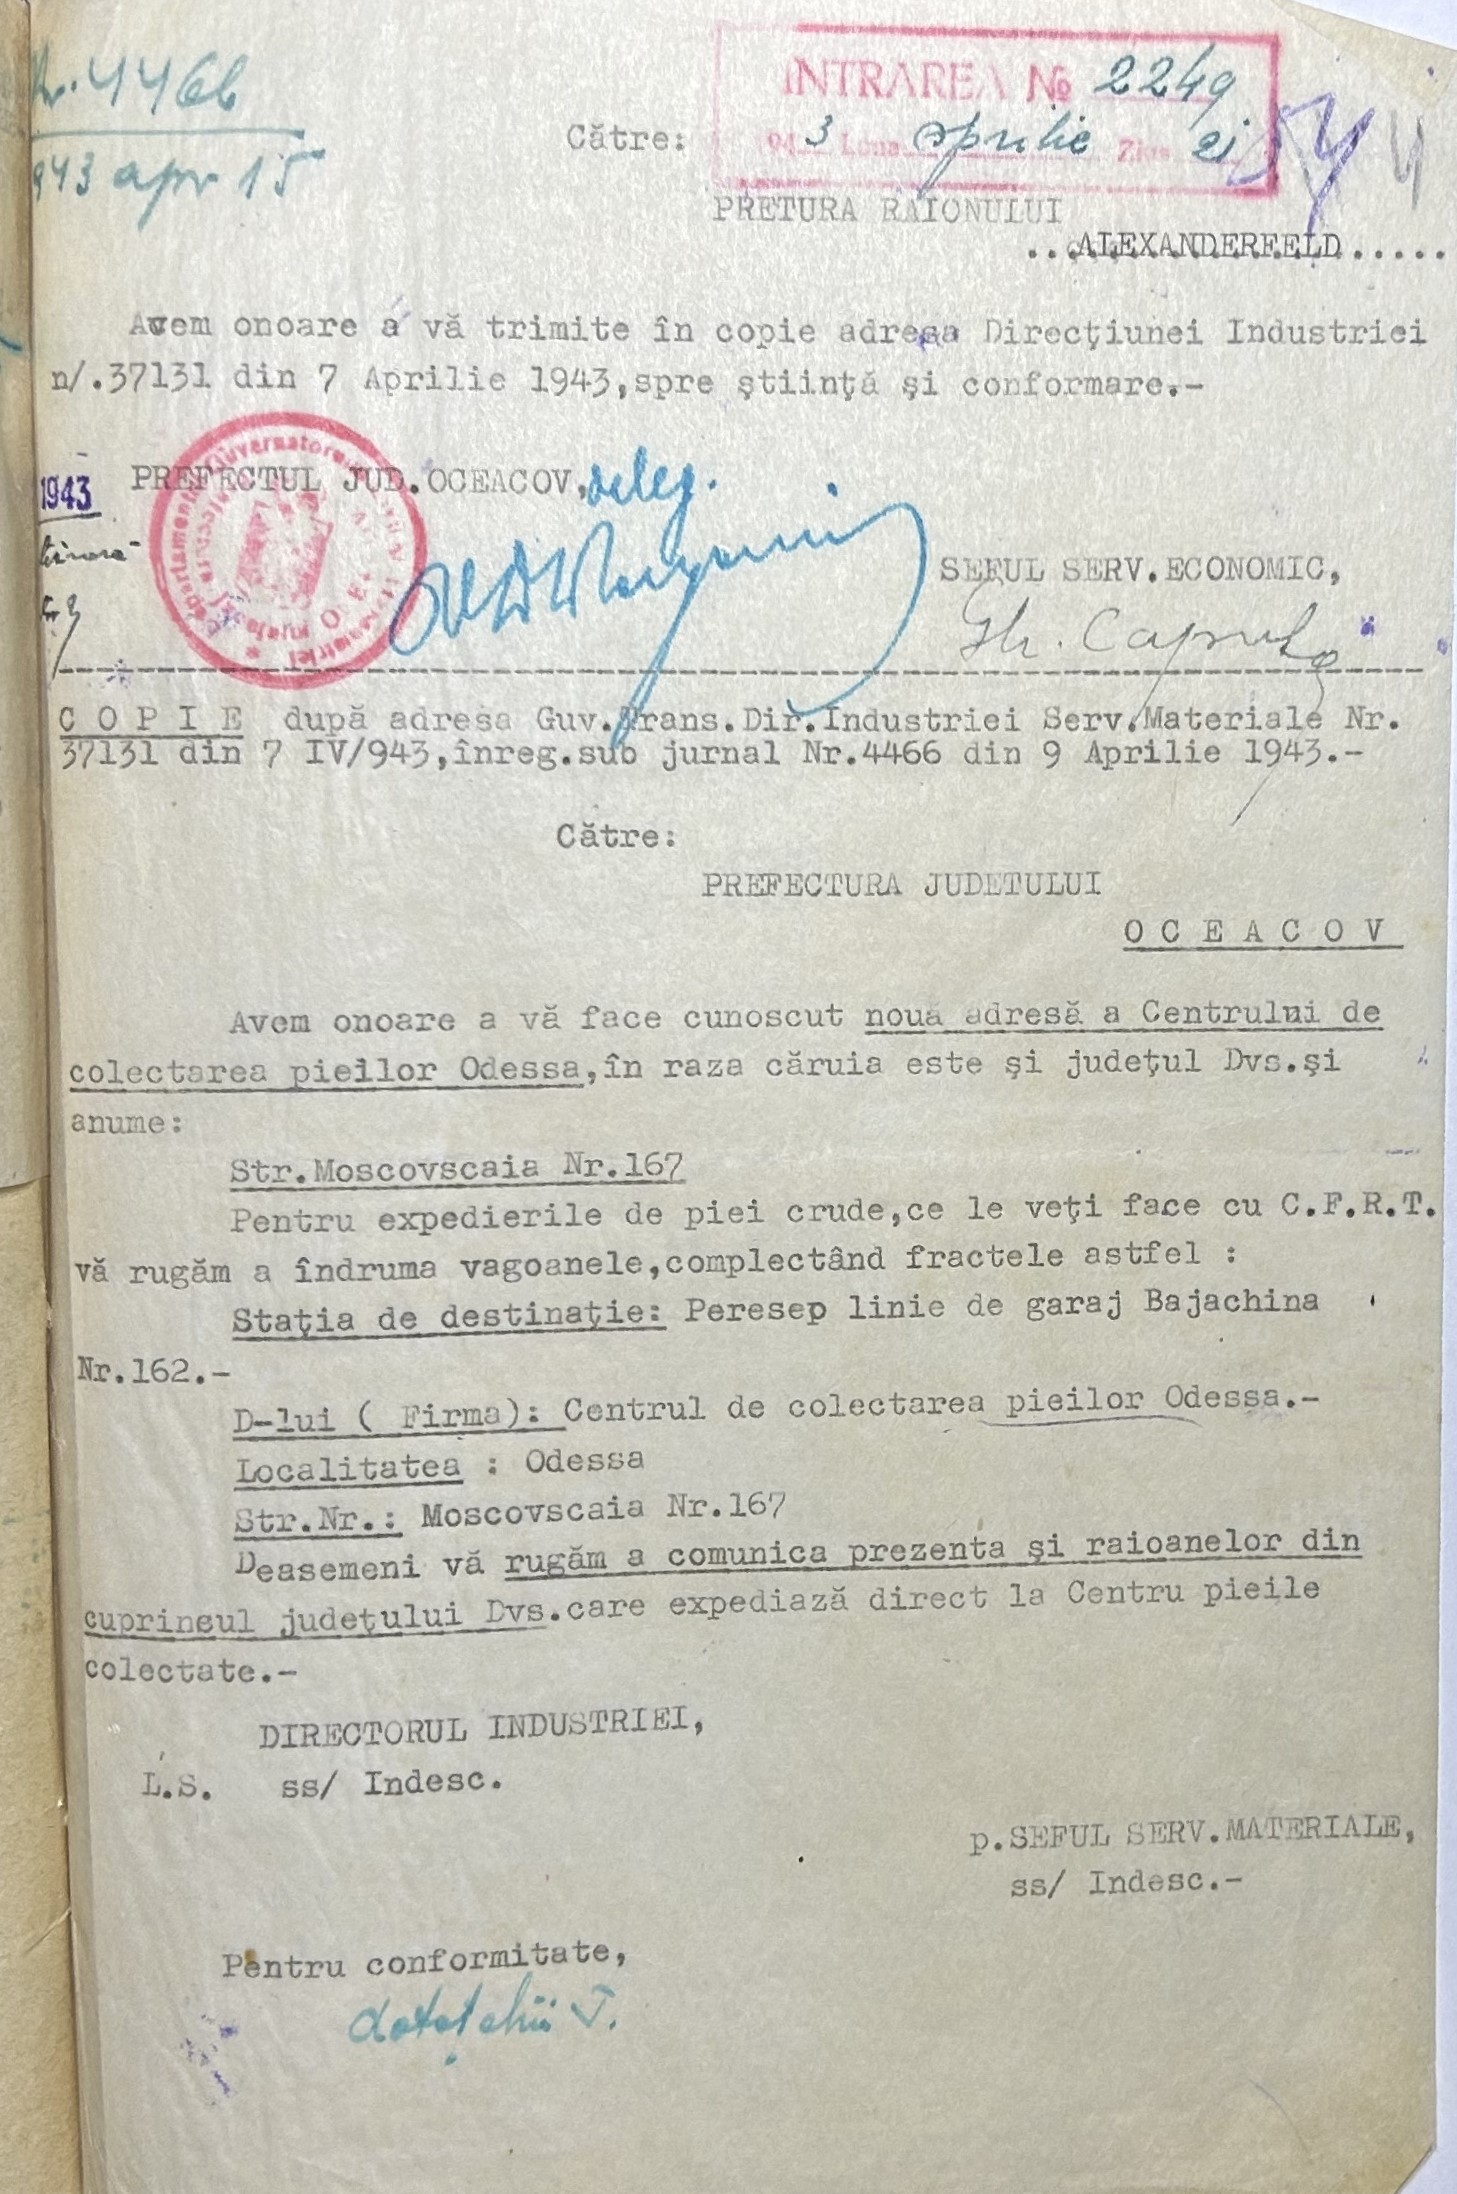 Nr. 4466
943 apr 15
INTRAREA № 2249
943 Luna aprilie Ziua 21
Către:
PRETURA RAIONULUI
...ALEXANDERFELD.....
Avem onoare a vă trimite în copie adresa Direcţiunei Industriei
n/.37131 din 7 Aprilie 1943,spre ştiinţă şi conformare.-
1943
PREFECTUL JUD.OCEACOV, deleg.
SEFUL SERV.ECONOMIC,
Gh.
C O P I E după adresa Guv.Trans.Dir.Industriei Serv.Materiale Nr.
37131 din 7 IV/943,înreg.sub jurnal Nr.4466 din 9 Aprilie 1943.-
Către:
PREFECTURA JUDETULUI
O C E A C O V
Avem onoare a vă face cunoscut nouă adresă a Centrului de
colectarea pieilor Odessa,în raza căruia este şi judeţul Dvs.şi
anume:
Str.Moscovscaia Nr.167
Pentru expedierile de piei crude,ce le veţi face cu C.F.R.T.
vă rugăm a îndruma vagoanele,complectând fractele astfel :
Staţia de destinaţie: Peresep linie de garaj Bajachina
Nr.162.-
D-lui ( Firma): Centrul de colectarea pieilor Odessa.-
Localitatea : Odessa
Str.Nr.: Moscovscaia Nr.167
Deasemeni vă rugăm a comunica prezenta şi raioanelor din
cuprinsul judeţului Dvs.care expediază direct la Centru pieile
colectate.-
DIRECTORUL INDUSTRIEI,
L.S. ss/ Indesc.
p.SEFUL SERV.MATERIALE,
ss/ Indesc.-
Pentru conformitate,